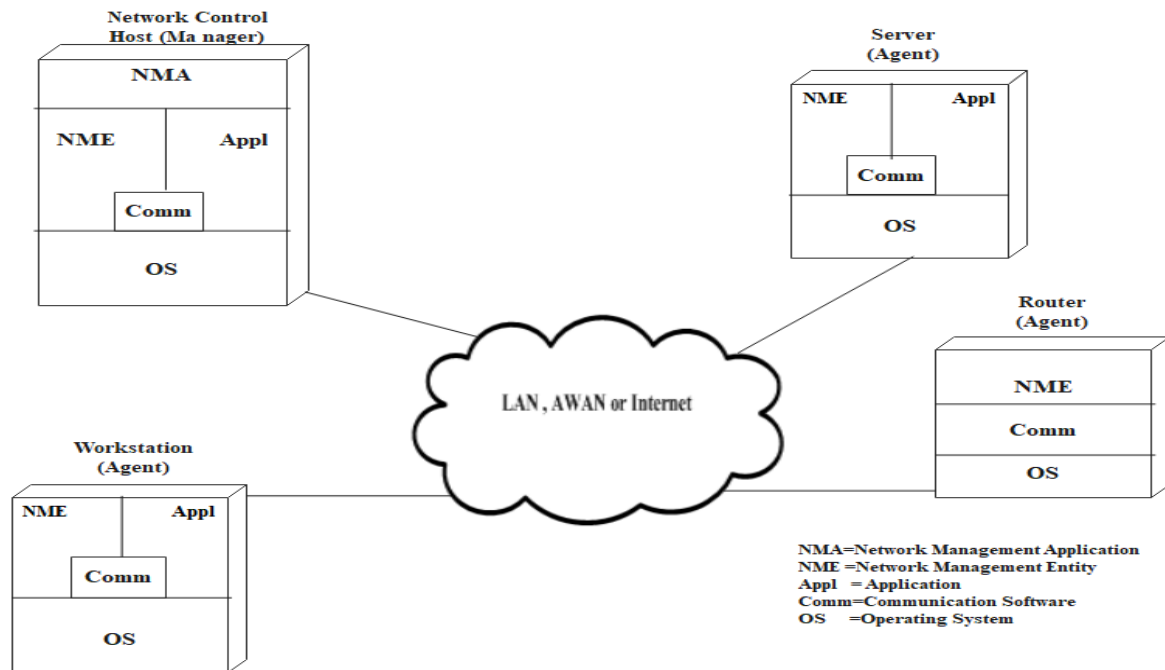 Network Control
Host (Ma nager)
NMA
NME Appl
Comm
OS
Server
(Agent)
NME Appl
Comm
OS
Router
(Agent)
NME
Comm
OS
LAN , AWAN or Internet
Workstation
(Agent)
NME Appl
Comm
OS
NMA=Network Management Application
NME =Network Management Entity
Appl = Application
Comm=Communication Software
OS =Operating System